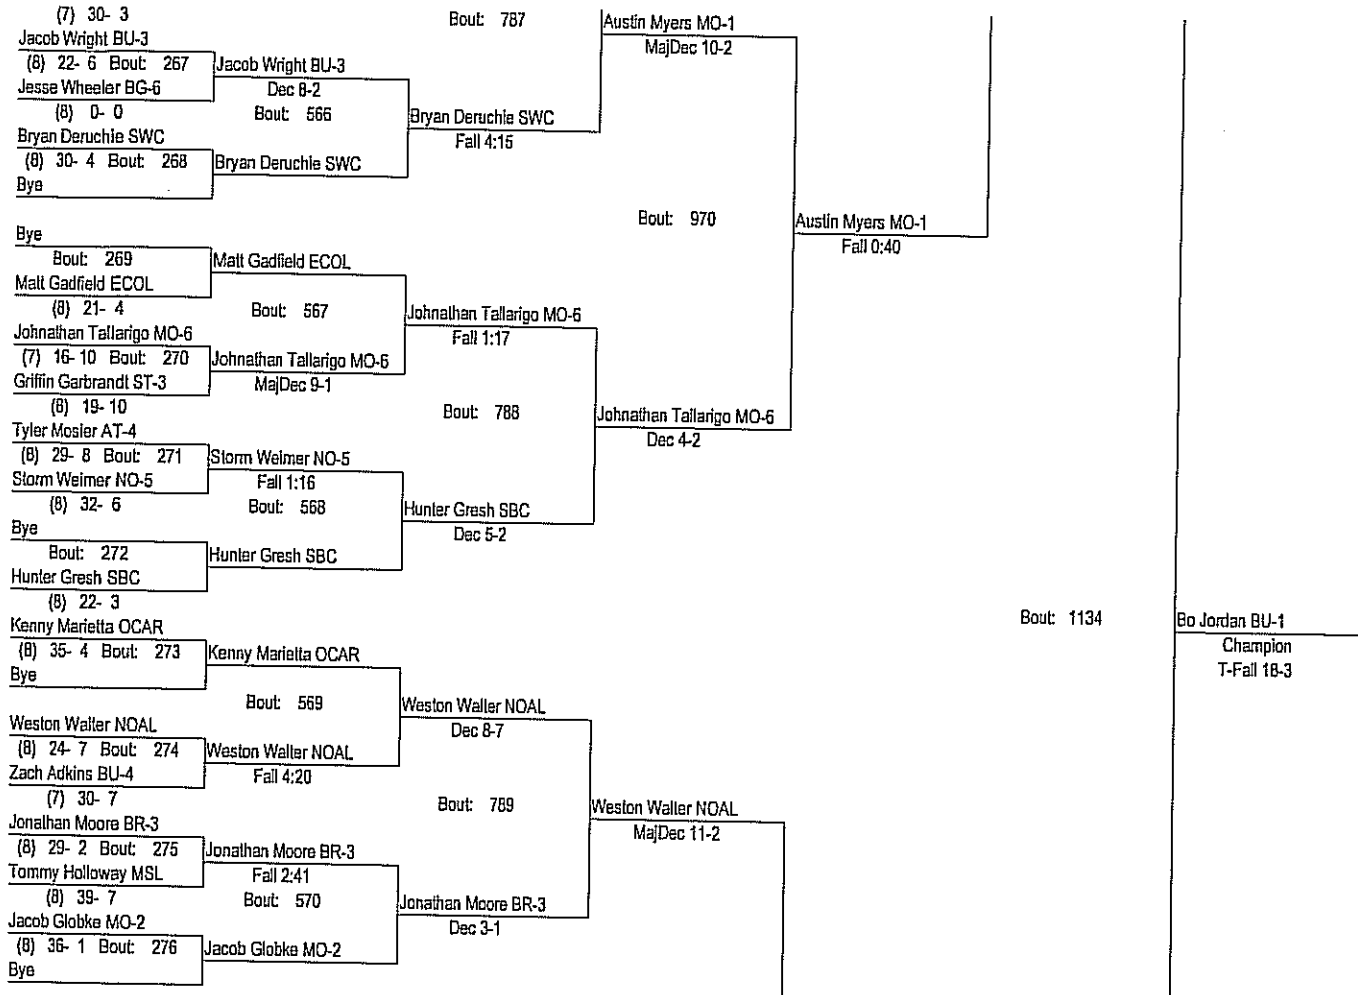 (7) 30- 3
Jacob Wright BU-3
(8) 22- 6 Bout: 267
Jesse Wheeler BG-6
(8) 0- 0
Bryan Deruchie SWC
(8) 30- 4 Bout: 268
Bye
Bye
Bout: 269
Matt Gadfield ECOL
(8) 21- 4
Johnathan Tallarigo MO-6
(7) 16- 10 Bout: 270
Griffin Garbrandt ST-3
(8) 19- 10
Tyler Mosier AT-4
(8) 29- 8 Bout: 271
Storm Weimer NO-5
(8) 32- 6
Bye
Bout: 272
Hunter Gresh SBC
(8) 22- 3
Kenny Marietta OCAR
(8) 35- 4 Bout: 273
Bye
Weston Walter NOAL
(8) 24- 7 Bout: 274
Zach Adkins BU-4
(7) 30- 7
Jonathan Moore BR-3
(8) 29- 2 Bout: 275
Tommy Holloway MSL
(8) 39- 7
Jacob Globke MO-2
(8) 36- 1 Bout: 276
Bye
Jacob Wright BU-3
Dec 8-2
Bout: 566
Bryan Deruchie SWC
Matt Gadfield ECOL
Bout: 567
Johnathan Tallarigo MO-6
MajDec 9-1
Storm Weimer NO-5
Fall 1:16
Bout: 568
Hunter Gresh SBC
Kenny Marietta OCAR
Bout: 569
Weston Walter NOAL
Fall 4:20
Jonathan Moore BR-3
Fall 2:41
Bout: 570
Jacob Globke MO-2
Bout: 787
Bryan Deruchie SWC
Fall 4:15
Johnathan Tallarigo MO-6
Fall 1:17
Bout: 788
Hunter Gresh SBC
Dec 5-2
Weston Walter NOAL
Dec 8-7
Bout: 789
Jonathan Moore BR-3
Dec 3-1
Austin Myers MO-1
MajDec 10-2
Bout: 970
Johnathan Tallarigo MO-6
Dec 4-2
Weston Walter NOAL
MajDec 11-2
Austin Myers MO-1
Fall 0:40
Bout: 1134
Bo Jordan BU-1
Champion
T-Fall 18-3